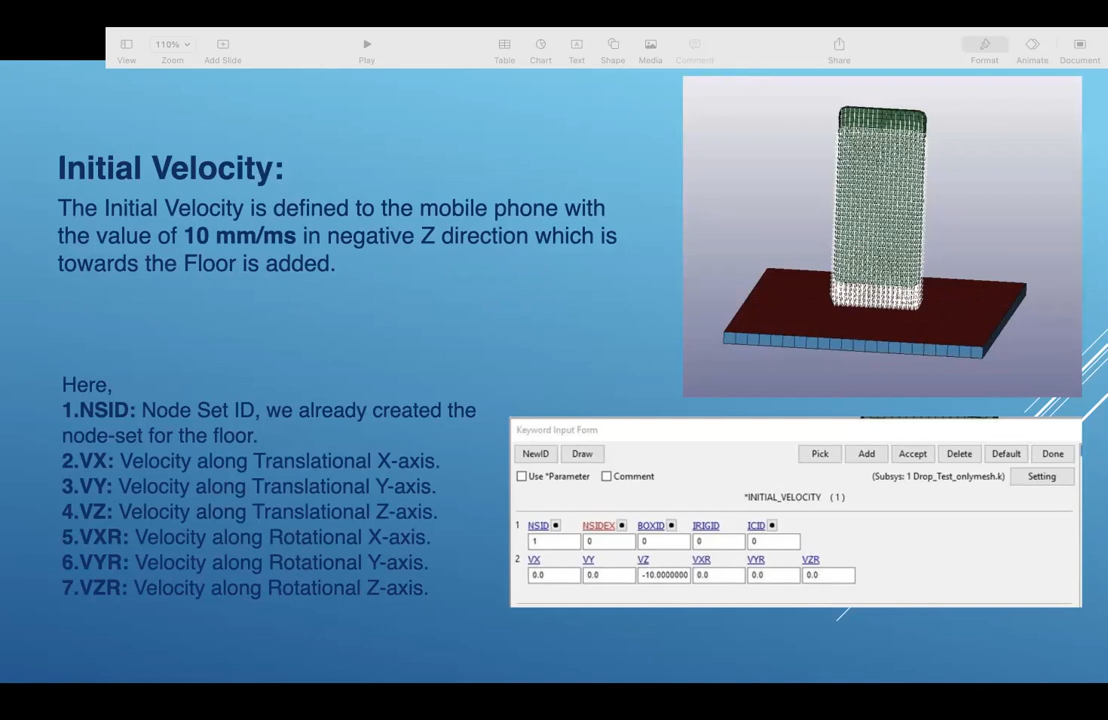 110%
View Zoom Add Slide Play Table Chart Text Shape Media Comment Share Format Animate Document
Initial Velocity:
The Initial Velocity is defined to the mobile phone with
the value of 10 mm/ms in negative Z direction which is
towards the Floor is added.
Here,
1.NSID: Node Set ID, we already created the
node-set for the floor.
2.VX: Velocity along Translational X-axis.
3.VY: Velocity along Translational Y-axis.
4.VZ: Velocity along Translational Z-axis.
5.VXR: Velocity along Rotational X-axis.
6.VYR: Velocity along Rotational Y-axis.
7.VZR: Velocity along Rotational Z-axis.
Keyword Input Form
NewID Draw Pick Add Accept Delete Default Done
Use *Parameter Comment (Subsys: 1 Drop_Test_onlymesh.k) Setting
*INITIAL_VELOCITY (1)
1 NSID NSIDEX BOXID IRIGID ICID
1 0 0 0 0
2 VX VY VZ VXR VYR VZR
0.0 0.0 -10.0000000 0.0 0.0 0.0